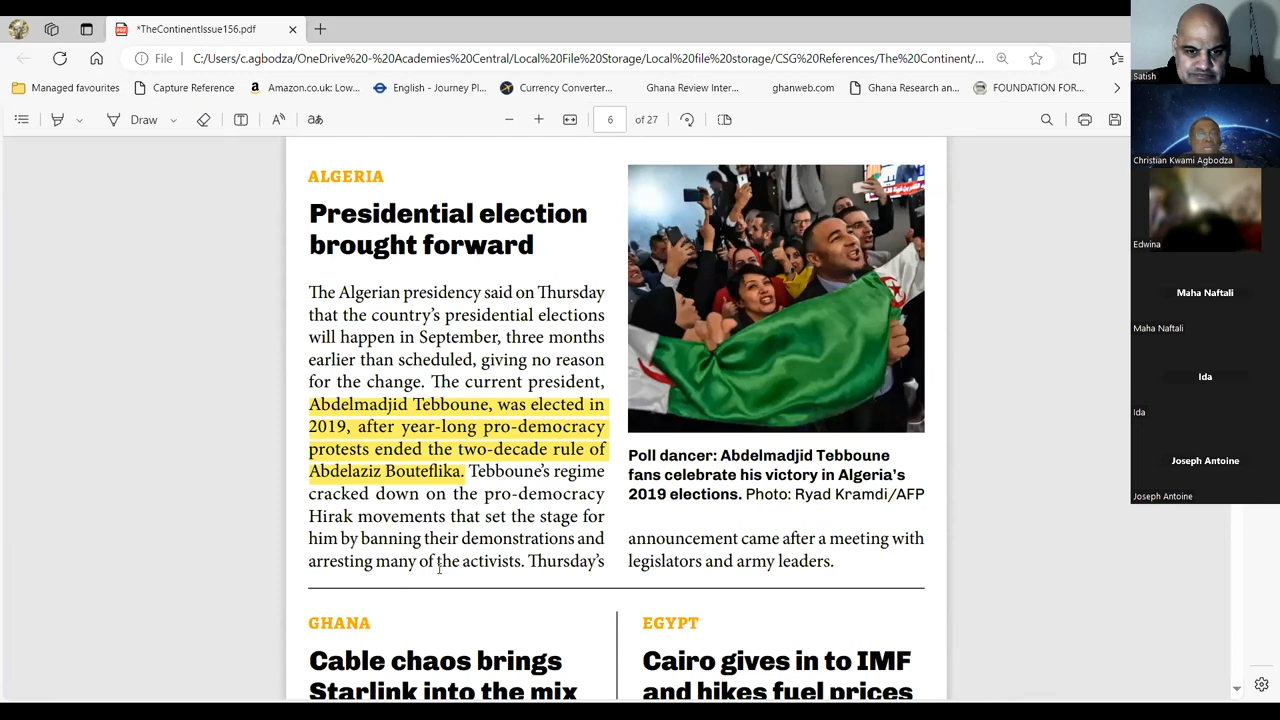 *TheContinentIssue156.pdf
File
C:/Users/c.agbodza/OneDrive%20-%20Academies%20Central/Local%20File%20Storage/Local%20file%20storage/CSG%20References/The%20Continent/...
Managed favourites
Capture Reference
Amazon.co.uk: Low...
English - Journey Pl...
Currency Converter...
Ghana Review Inter...
ghanweb.com
Ghana Research an...
FOUNDATION FOR...
Draw
6 of 27
ALGERIA
Presidential election
brought forward
The Algerian presidency said on Thursday
that the country's presidential elections
will happen in September, three months
earlier than scheduled, giving no reason
for the change. The current president,
Abdelmadjid Tebboune, was elected in
2019, after year-long pro-democracy
protests ended the two-decade rule of
Abdelaziz Bouteflika. Tebboune's regime
cracked down on the pro-democracy
Hirak movements that set the stage for
him by banning their demonstrations and
arresting many of the activists. Thursday's
Poll dancer: Abdelmadjid Tebboune
fans celebrate his victory in Algeria's
2019 elections. Photo: Ryad Kramdi/AFP
announcement came after a meeting with
legislators and army leaders.
GHANA
Cable chaos brings
Starlink into the mix
EGYPT
Cairo gives in to IMF
and hikes fuel prices
Satish
Christian Kwami Agbodza
Edwina
Maha Naftali
Maha Naftali
Ida
Ida
Joseph Antoine
Joseph Antoine